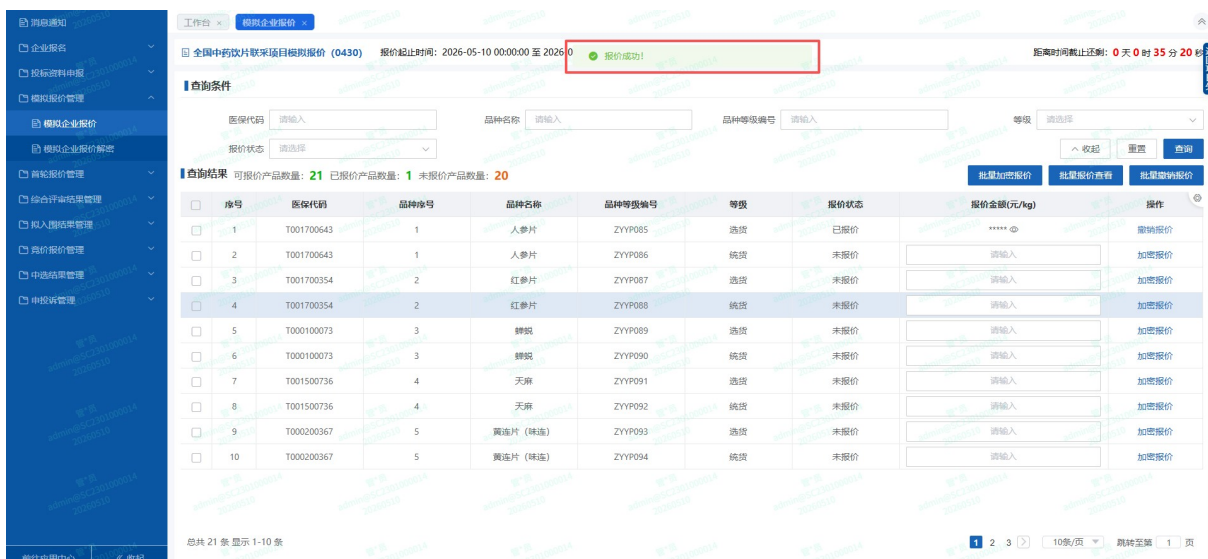 消息通知
企业报名
投标资料申报
模拟报价管理
模拟企业报价
模拟企业报价解密
首轮报价管理
综合评审结果管理
拟入围结果管理
竞价报价管理
中选结果管理
申投诉管理
收起
工作台 × 模拟企业报价 ×
全国中药饮片联采项目模拟报价（0430） 报价起止时间：2026-05-10 00:00:00 至 2026-0
报价成功！
距离时间截止还剩：0 天 0 时 35 分 20 秒
查询条件
医保代码 请输入 品种名称 请输入 品种等级编号 请输入 等级 请选择
报价状态 请选择 收起 重置 查询
查询结果 可报价产品数量：21 已报价产品数量：1 未报价产品数量：20 批量加密报价 批量报价查看 批量撤销报价
序号 医保代码 品种序号 品种名称 品种等级编号 等级 报价状态 报价金额(元/kg) 操作
1 T001700643 1 人参片 ZYYP085 选货 已报价 ***** 撤销报价
2 T001700643 1 人参片 ZYYP086 统货 未报价 请输入 加密报价
3 T001700354 2 红参片 ZYYP087 选货 未报价 请输入 加密报价
4 T001700354 2 红参片 ZYYP088 统货 未报价 请输入 加密报价
5 T000100073 3 蝉蜕 ZYYP089 选货 未报价 请输入 加密报价
6 T000100073 3 蝉蜕 ZYYP090 统货 未报价 请输入 加密报价
7 T001500736 4 天麻 ZYYP091 选货 未报价 请输入 加密报价
8 T001500736 4 天麻 ZYYP092 统货 未报价 请输入 加密报价
9 T000200367 5 黄连片（味连） ZYYP093 选货 未报价 请输入 加密报价
10 T000200367 5 黄连片（味连） ZYYP094 统货 未报价 请输入 加密报价
总共 21 条 显示 1-10 条 1 2 3 10条/页 跳转至第 1 页